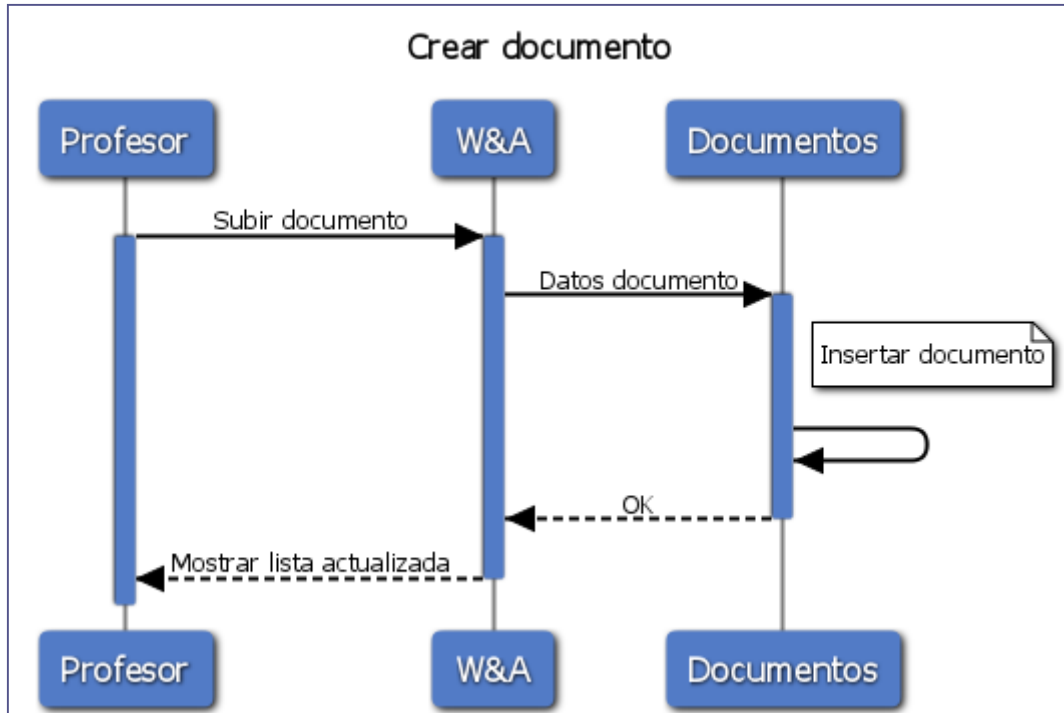 Crear documento
Profesor
W&A
Documentos
Subir documento
Datos documento
Insertar documento
OK
Mostrar lista actualizada
Profesor
W&A
Documentos